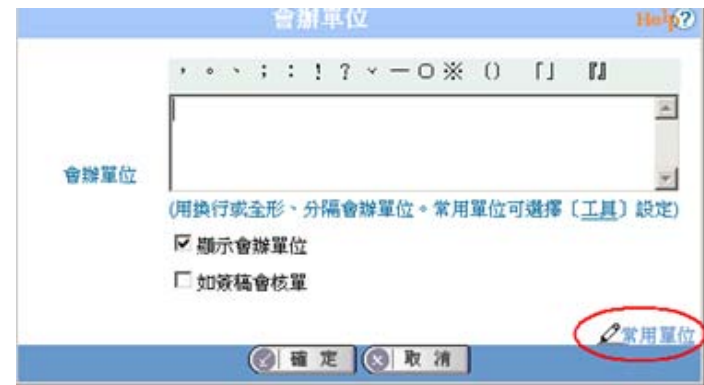 會辦單位 Help?
，。、；：！？ˇ—○※（）「」『』
會辦單位
(用換行或全形、分隔會辦單位。常用單位可選擇〔工具〕設定)
顯示會辦單位
如簽稿會核單
常用單位
確定 取消